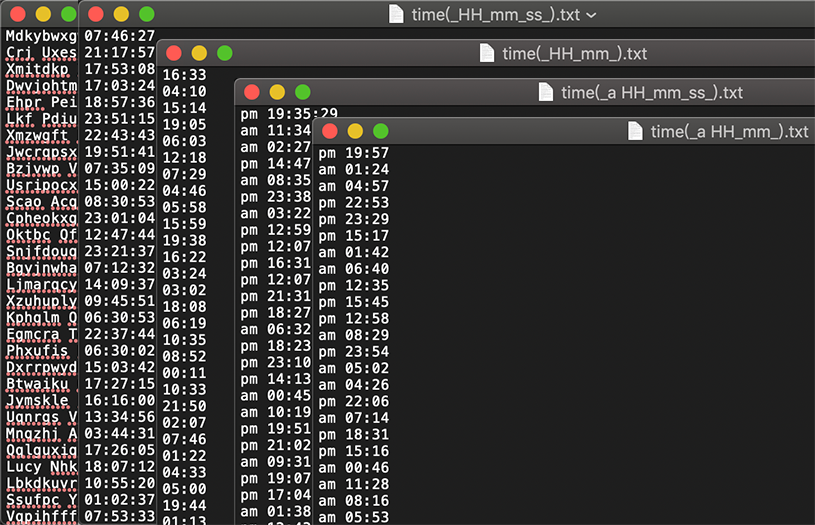 time(_HH_mm_ss_).txt
time(_HH_mm_).txt
time(_a HH_mm_ss_).txt
time(_a HH_mm_).txt
Mdkybwxg
Crj Uxes
Xmitdkp
Dwvjohtm
Ehpr Pei
Lkf Pdiu
Xmzwgft
Jwcrqpsx
Bzjvwp V
Usripocx
Scao Acq
Cpheokxg
Oktbc Qf
Snjfdoug
Bqyjnwha
Ljmarqcy
Xzuhuply
Kphqlm O
Eqmcra T
Phxufis
Dxrrpwyd
Btwaiku
Jymskle
Uqnrgs V
Mngzhj A
Oqlguxig
Lucy Nhk
Lbkdkuvr
Ssufpc Y
Vqpihfff
07:46:27
21:17:57
17:53:08
17:03:24
18:57:36
23:51:15
22:43:43
19:51:41
07:35:09
15:00:22
08:30:53
23:01:04
12:47:44
23:21:37
07:12:32
14:09:37
09:45:51
06:30:53
22:37:44
06:30:02
15:03:42
17:27:15
16:16:00
13:34:56
03:44:31
17:26:05
18:07:12
10:55:20
01:02:37
07:53:33
16:33
04:10
15:14
19:05
06:03
12:18
07:29
04:46
05:58
15:59
19:38
16:22
03:24
03:02
18:08
06:19
10:35
08:52
00:11
10:33
21:50
02:07
07:46
01:22
04:33
05:00
19:44
01:13
pm 19:35:29
am 11:34
am 02:27
pm 14:47
am 08:35
pm 23:38
am 03:22
pm 12:59
pm 12:07
pm 16:31
pm 12:07
pm 21:31
pm 18:27
am 06:32
pm 18:23
pm 23:10
pm 14:13
am 00:45
am 10:19
pm 19:51
pm 21:02
am 09:31
pm 19:07
pm 17:04
am 01:38
pm 19:57
am 01:24
am 04:57
pm 22:53
pm 23:29
pm 15:17
am 01:42
am 06:40
pm 12:35
pm 15:45
pm 12:58
am 08:29
pm 23:54
am 05:02
am 04:26
pm 22:06
am 07:14
pm 18:31
pm 15:16
am 00:46
am 11:28
am 08:16
am 05:53